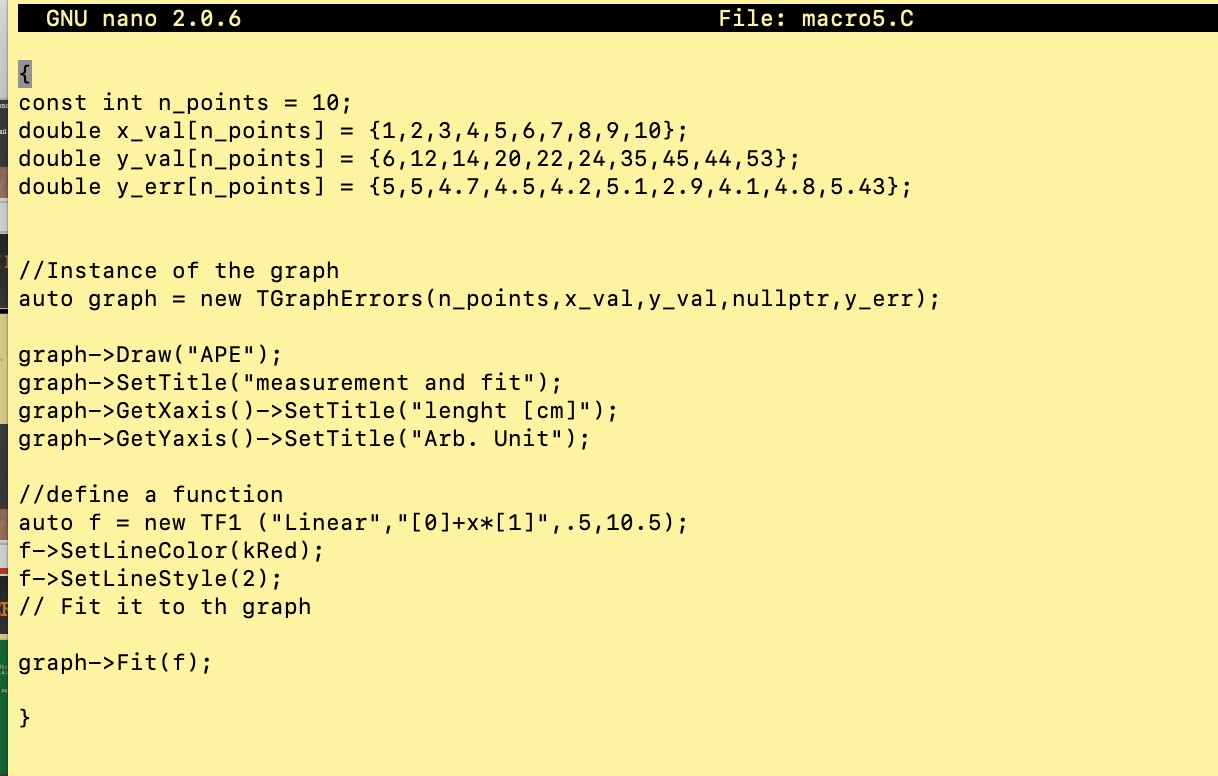 GNU nano 2.0.6 File: macro5.C
{
const int n_points = 10;
double x_val[n_points] = {1,2,3,4,5,6,7,8,9,10};
double y_val[n_points] = {6,12,14,20,22,24,35,45,44,53};
double y_err[n_points] = {5,5,4.7,4.5,4.2,5.1,2.9,4.1,4.8,5.43};
//Instance of the graph
auto graph = new TGraphErrors(n_points,x_val,y_val,nullptr,y_err);
graph->Draw("APE");
graph->SetTitle("measurement and fit");
graph->GetXaxis()->SetTitle("lenght [cm]");
graph->GetYaxis()->SetTitle("Arb. Unit");
//define a function
auto f = new TF1 ("Linear","[0]+x*[1]",.5,10.5);
f->SetLineColor(kRed);
f->SetLineStyle(2);
// Fit it to th graph
graph->Fit(f);
}